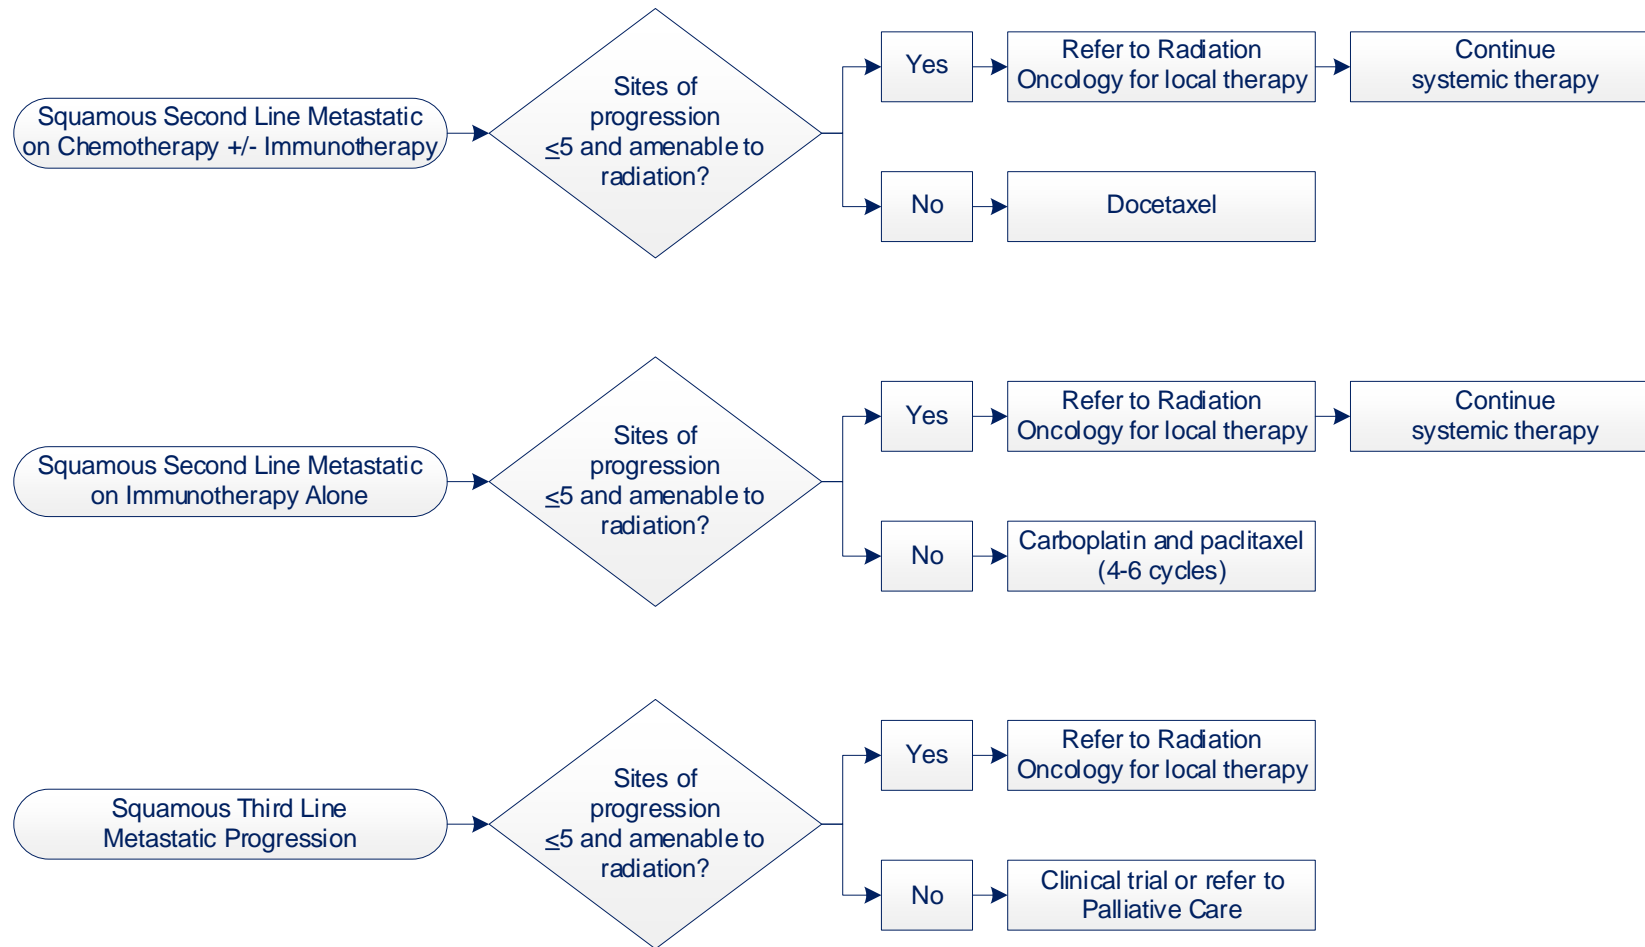 Squamous Second Line Metastatic
on Chemotherapy +/- Immunotherapy
Sites of
progression
≤5 and amenable to
radiation?
Yes
Refer to Radiation
Oncology for local therapy
Continue
systemic therapy
No
Docetaxel
Squamous Second Line Metastatic
on Immunotherapy Alone
Sites of
progression
≤5 and amenable to
radiation?
Yes
Refer to Radiation
Oncology for local therapy
Continue
systemic therapy
No
Carboplatin and paclitaxel
(4-6 cycles)
Squamous Third Line
Metastatic Progression
Sites of
progression
≤5 and amenable to
radiation?
Yes
Refer to Radiation
Oncology for local therapy
No
Clinical trial or refer to
Palliative Care